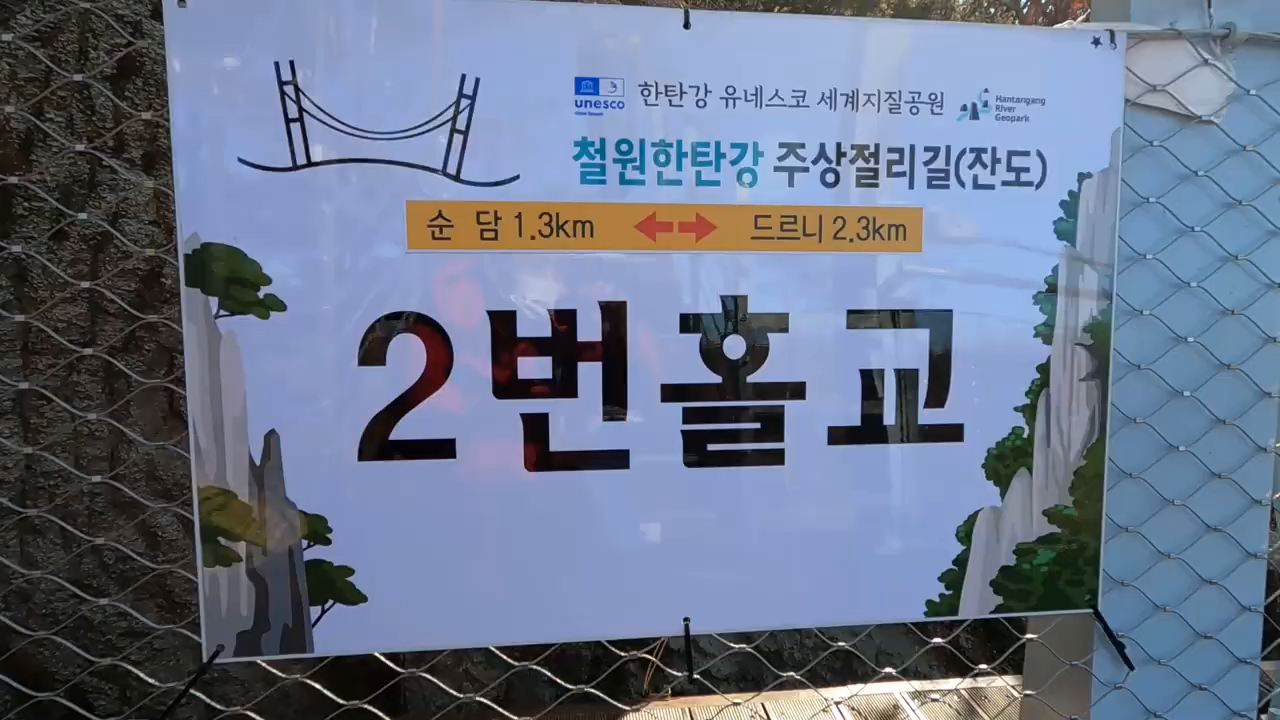 unesco
한탄강 유네스코 세계지질공원
Hantangang
River
Geopark
철원한탄강 주상절리길(잔도)
순 담 1.3km
드르니 2.3km
2번홀교